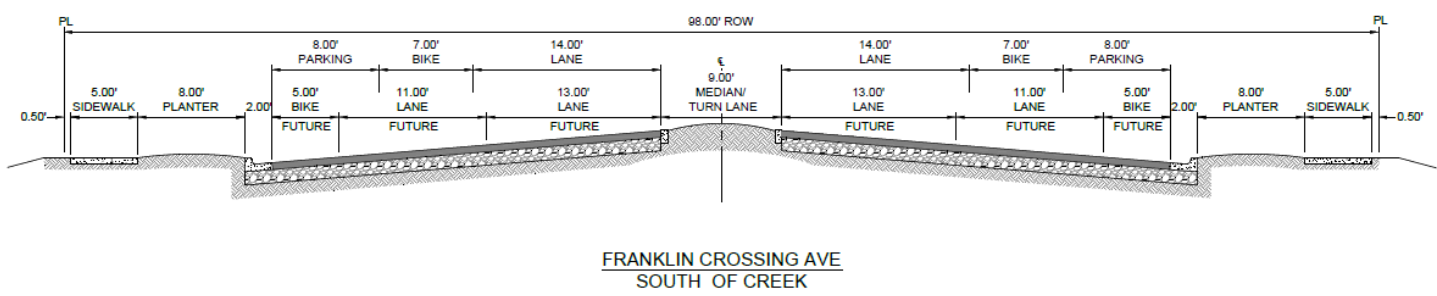 PL 98.00' ROW PL
8.00' 7.00' 14.00' 14.00' 7.00' 8.00'
PARKING BIKE LANE ℄ LANE BIKE PARKING
9.00'
5.00' 8.00' 2.00' 5.00' 11.00' 13.00' MEDIAN/ 13.00' 11.00' 5.00' 2.00' 8.00' 5.00'
0.50' SIDEWALK PLANTER BIKE LANE LANE TURN LANE LANE LANE BIKE PLANTER SIDEWALK 0.50'
FUTURE FUTURE FUTURE FUTURE FUTURE FUTURE
FRANKLIN CROSSING AVE
SOUTH OF CREEK